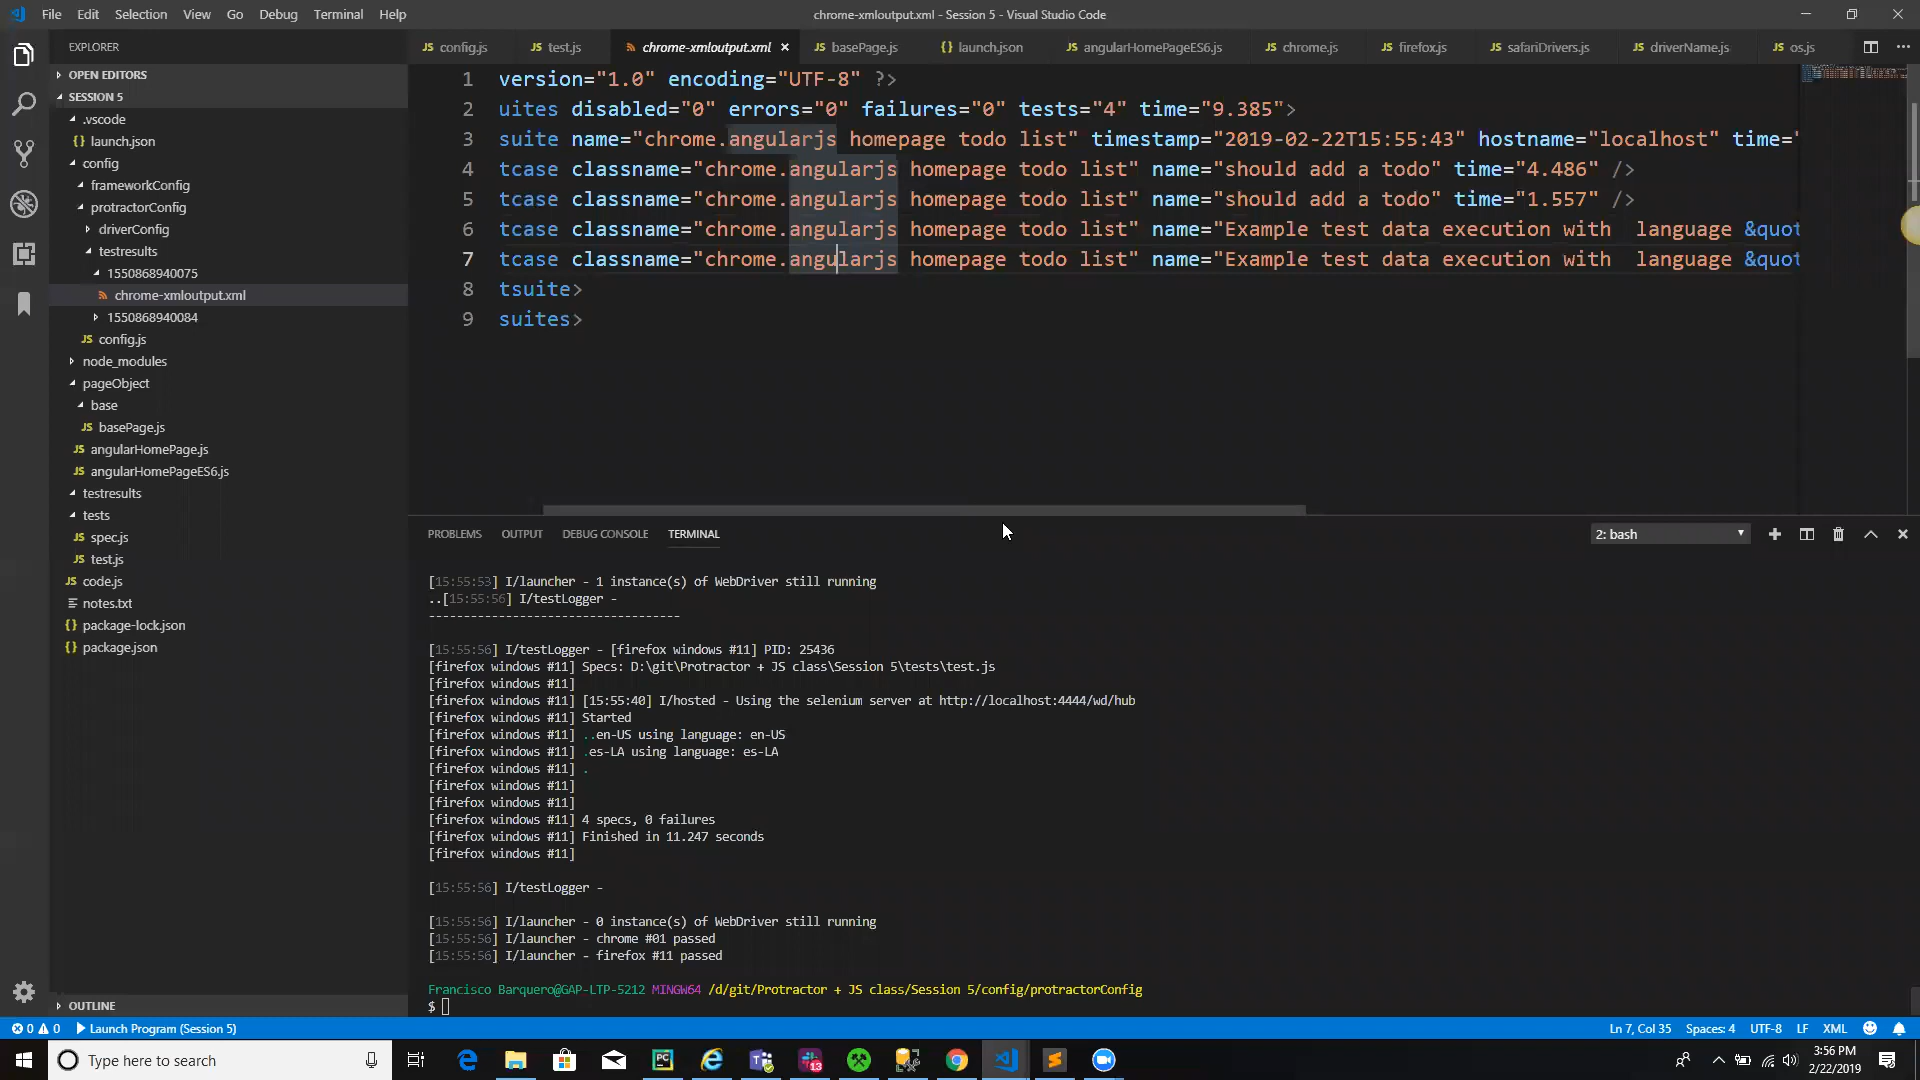 File Edit Selection View Go Debug Terminal Help
chrome-xmloutput.xml - Session 5 - Visual Studio Code
EXPLORER
OPEN EDITORS
SESSION 5
.vscode
launch.json
config
frameworkConfig
protractorConfig
driverConfig
testresults
1550868940075
chrome-xmloutput.xml
1550868940084
JS config.js
node_modules
pageObject
base
JS basePage.js
JS angularHomePage.js
JS angularHomePageES6.js
testresults
tests
JS spec.js
JS test.js
JS code.js
notes.txt
{} package-lock.json
{} package.json
OUTLINE
JS config.js JS test.js chrome-xmloutput.xml × JS basePage.js {} launch.json JS angularHomePageES6.js JS chrome.js JS firefox.js JS safariDrivers.js JS driverName.js JS os.js
1 version="1.0" encoding="UTF-8" ?>
2 uites disabled="0" errors="0" failures="0" tests="4" time="9.385">
3 suite name="chrome.angularjs homepage todo list" timestamp="2019-02-22T15:55:43" hostname="localhost" time="
4 tcase classname="chrome.angularjs homepage todo list" name="should add a todo" time="4.486" />
5 tcase classname="chrome.angularjs homepage todo list" name="should add a todo" time="1.557" />
6 tcase classname="chrome.angularjs homepage todo list" name="Example test data execution with  language &quot
7 tcase classname="chrome.angularjs homepage todo list" name="Example test data execution with  language &quot
8 tsuite>
9 suites>
PROBLEMS OUTPUT DEBUG CONSOLE TERMINAL
2: bash
[15:55:53] I/launcher - 1 instance(s) of WebDriver still running
..[15:55:56] I/testLogger -
------------------------------------
[15:55:56] I/testLogger - [firefox windows #11] PID: 25436
[firefox windows #11] Specs: D:\git\Protractor + JS class\Session 5\tests\test.js
[firefox windows #11]
[firefox windows #11] [15:55:40] I/hosted - Using the selenium server at http://localhost:4444/wd/hub
[firefox windows #11] Started
[firefox windows #11] ..en-US using language: en-US
[firefox windows #11] .es-LA using language: es-LA
[firefox windows #11] .
[firefox windows #11]
[firefox windows #11]
[firefox windows #11] 4 specs, 0 failures
[firefox windows #11] Finished in 11.247 seconds
[firefox windows #11]
[15:55:56] I/testLogger -
[15:55:56] I/launcher - 0 instance(s) of WebDriver still running
[15:55:56] I/launcher - chrome #01 passed
[15:55:56] I/launcher - firefox #11 passed
Francisco Barquero@GAP-LTP-5212 MINGW64 /d/git/Protractor + JS class/Session 5/config/protractorConfig
$
0 0 Launch Program (Session 5)
Ln 7, Col 35 Spaces: 4 UTF-8 LF XML
Type here to search
3:56 PM
2/22/2019